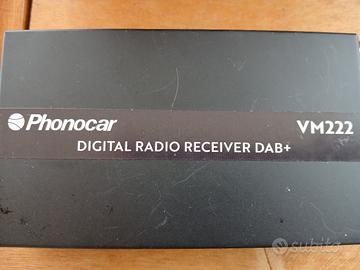 Phonocar VM222
DIGITAL RADIO RECEIVER DAB+
subito